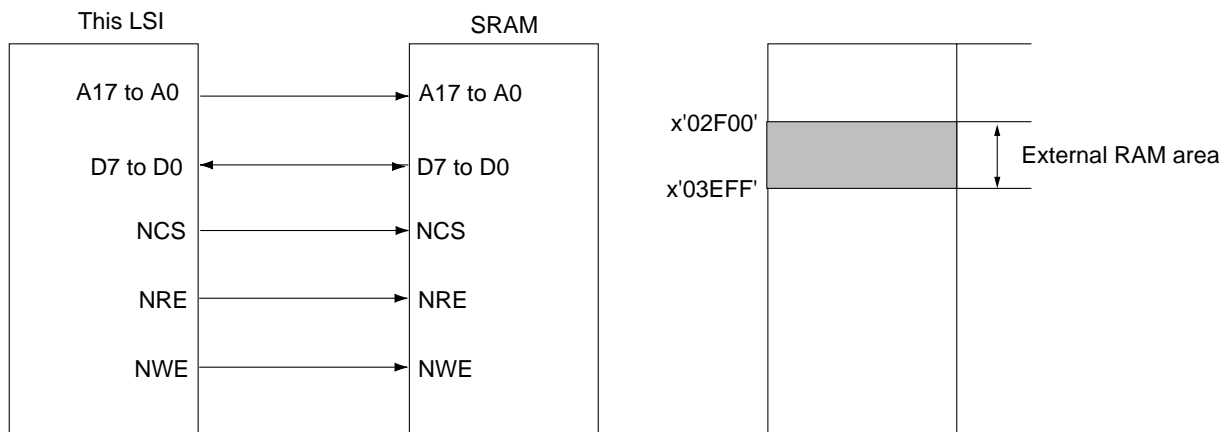 This LSI
SRAM
A17 to A0
A17 to A0
x'02F00'
External RAM area
D7 to D0
D7 to D0
x'03EFF'
NCS
NCS
NRE
NRE
NWE
NWE